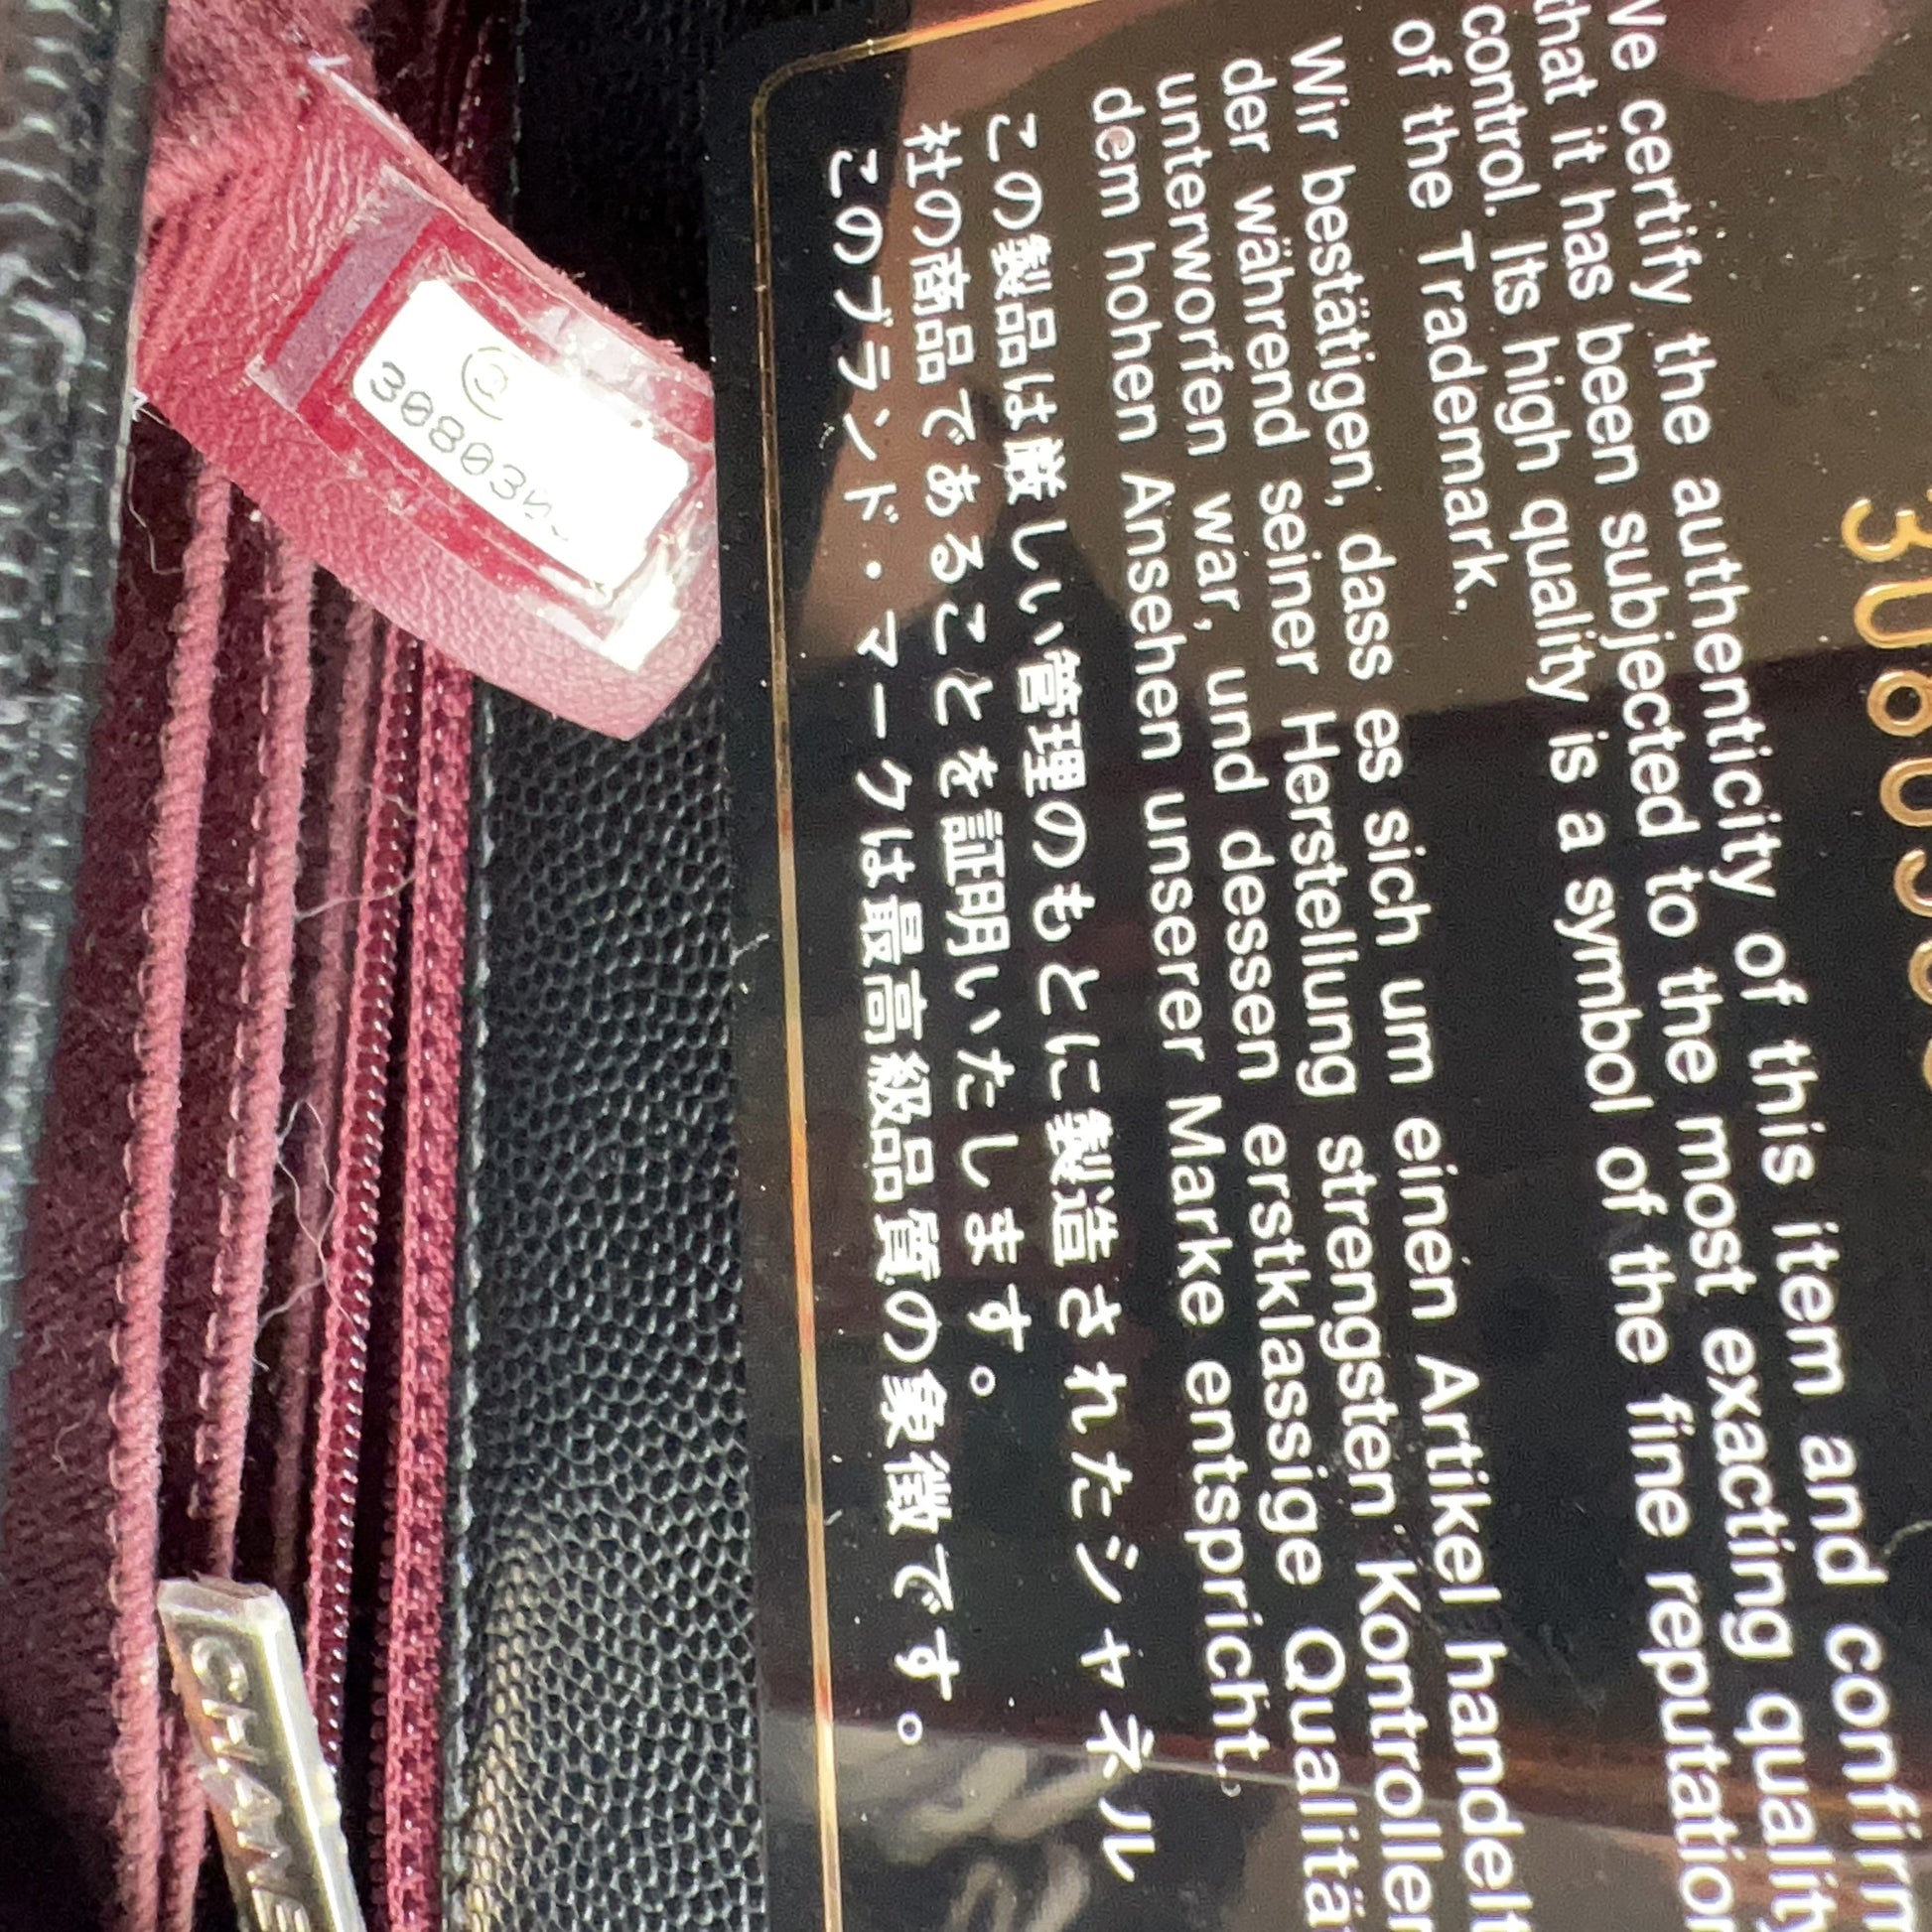 We certify the authenticity of this item and confirm
that it has been subjected to the most exacting quality
control. Its high quality is a symbol of the fine reputation
of the Trademark.
Wir bestätigen, dass es sich um einen Artikel handelt
der während seiner Herstellung strengsten Kontrollen
unterworfen war, und dessen erstklassige Qualität
dem hohen Ansehen unserer Marke entspricht.
この製品は厳しい管理のもとに製造されたシャネル
社の商品であることを証明いたします。
このブランド・マークは最高級品質の象徴です。
CHANEL